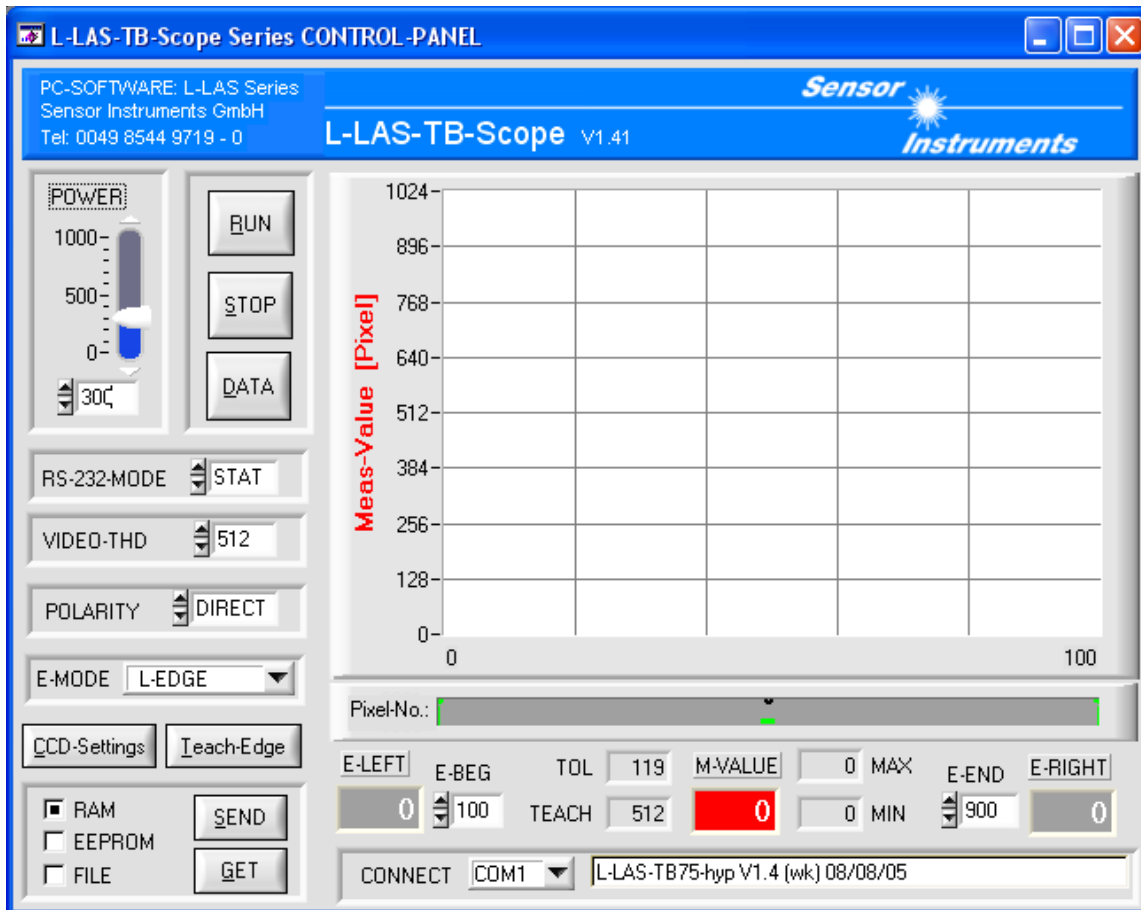 L-LAS-TB-Scope Series CONTROL-PANEL
PC-SOFTWARE: L-LAS Series
Sensor Instruments GmbH
Tel: 0049 8544 9719 - 0
L-LAS-TB-Scope V1.41
Sensor
Instruments
POWER
1000
500
0
RUN
STOP
DATA
RS-232-MODE STAT
VIDEO-THD 512
POLARITY DIRECT
E-MODE L-EDGE
CCD-Settings Teach-Edge
RAM
EEPROM
FILE
SEND
GET
Meas-Value [Pixel]
1024
896
768
640
512
384
256
128
0
0 100
Pixel-No.:
E-LEFT E-BEG TOL 119 M-VALUE 0 MAX E-END E-RIGHT
0 100 TEACH 512 0 0 MIN 900 0
CONNECT COM1 L-LAS-TB75-hyp V1.4 (wk) 08/08/05